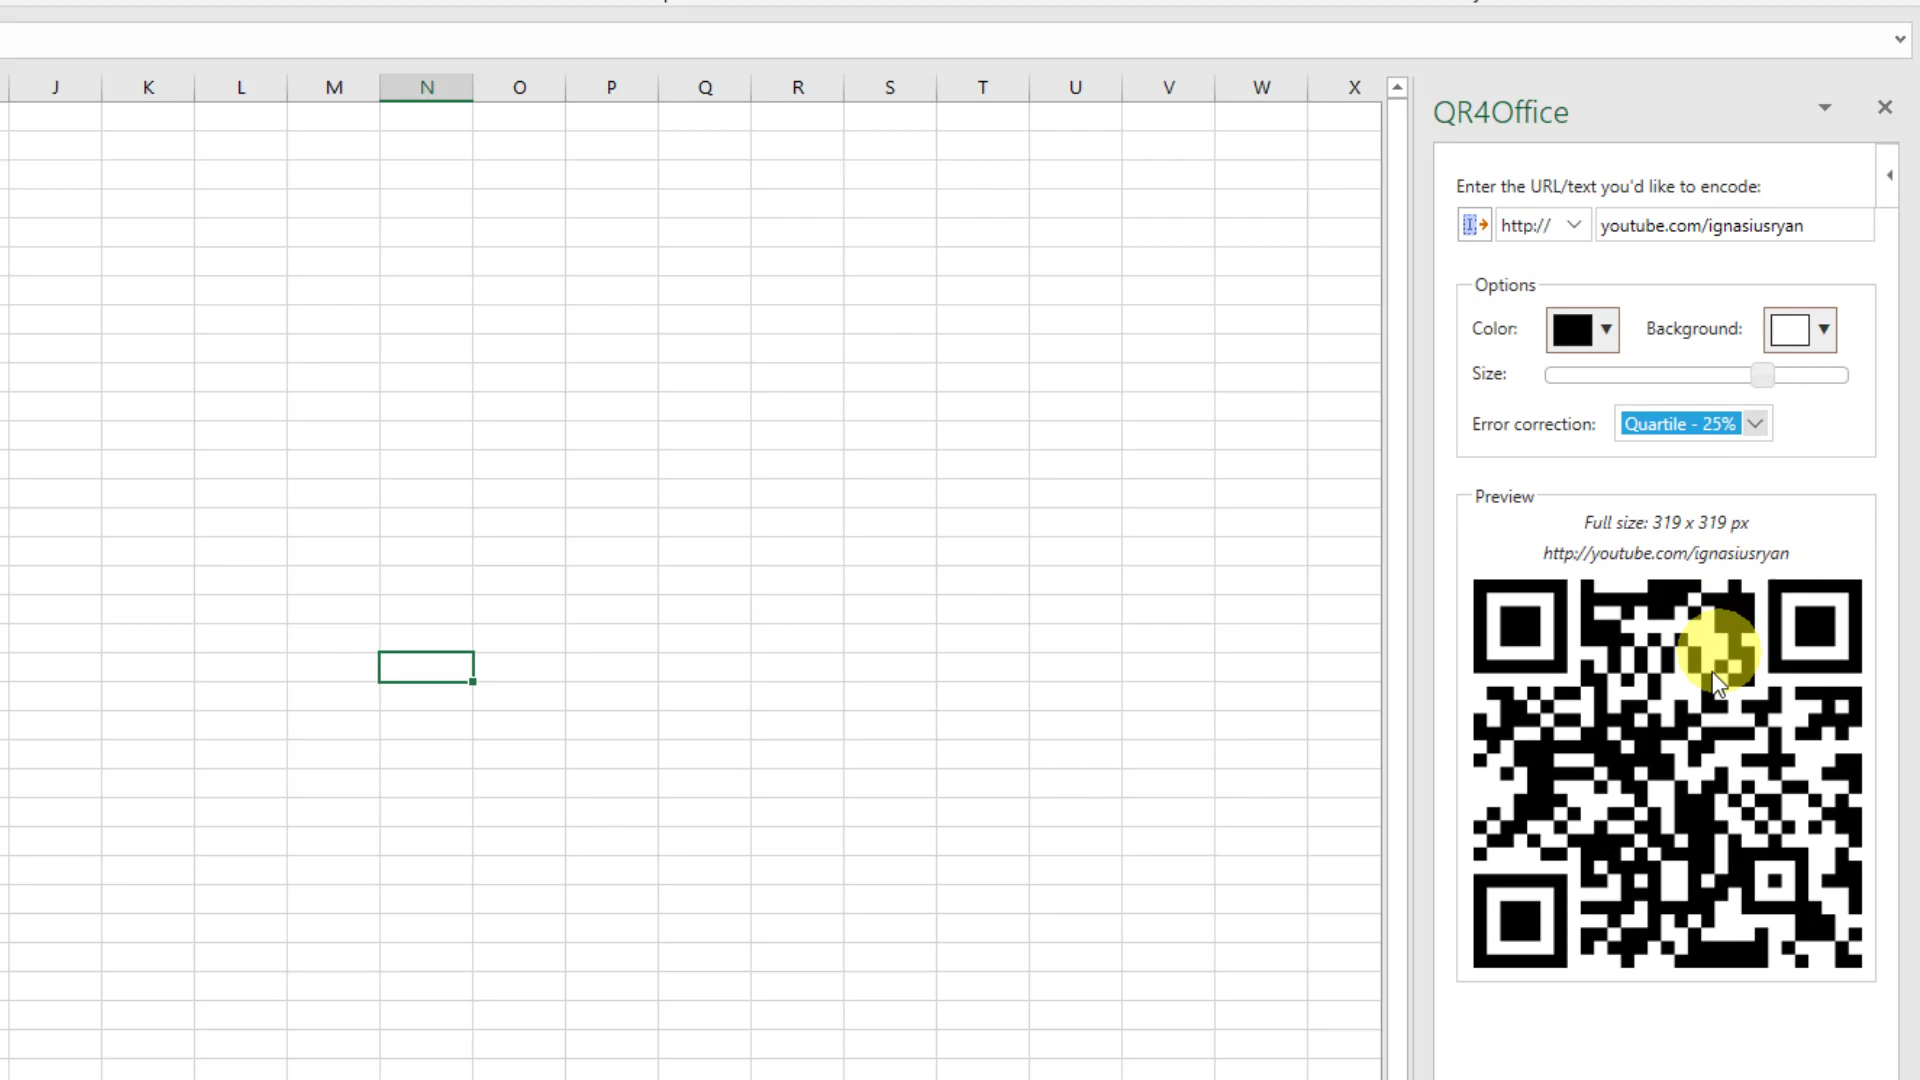 J K L M N O P Q R S T U V W X
QR4Office
Enter the URL/text you'd like to encode:
http:// youtube.com/ignasiusryan
Options
Color: Background:
Size:
Error correction: Quartile - 25%
Preview
Full size: 319 x 319 px
http://youtube.com/ignasiusryan